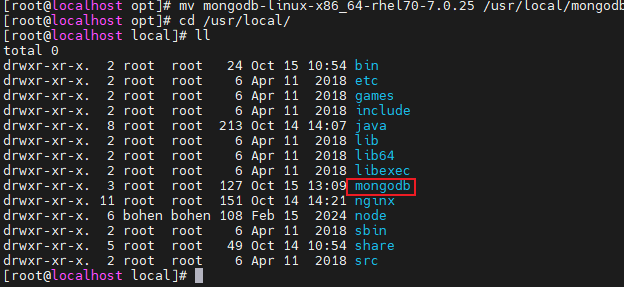 [root@localhost opt]# mv mongodb-linux-x86_64-rhel70-7.0.25 /usr/local/mongodb
[root@localhost opt]# cd /usr/local/
[root@localhost local]# ll
total 0
drwxr-xr-x.  2 root  root   24 Oct 15 10:54 bin
drwxr-xr-x.  2 root  root    6 Apr 11  2018 etc
drwxr-xr-x.  2 root  root    6 Apr 11  2018 games
drwxr-xr-x.  2 root  root    6 Apr 11  2018 include
drwxr-xr-x.  8 root  root  213 Oct 14 14:07 java
drwxr-xr-x.  2 root  root    6 Apr 11  2018 lib
drwxr-xr-x.  2 root  root    6 Apr 11  2018 lib64
drwxr-xr-x.  2 root  root    6 Apr 11  2018 libexec
drwxr-xr-x.  3 root  root  127 Oct 15 13:09 mongodb
drwxr-xr-x. 11 root  root  151 Oct 14 14:21 nginx
drwxr-xr-x.  6 bohen bohen 108 Feb 15  2024 node
drwxr-xr-x.  2 root  root    6 Apr 11  2018 sbin
drwxr-xr-x.  5 root  root   49 Oct 14 10:54 share
drwxr-xr-x.  2 root  root    6 Apr 11  2018 src
[root@localhost local]#